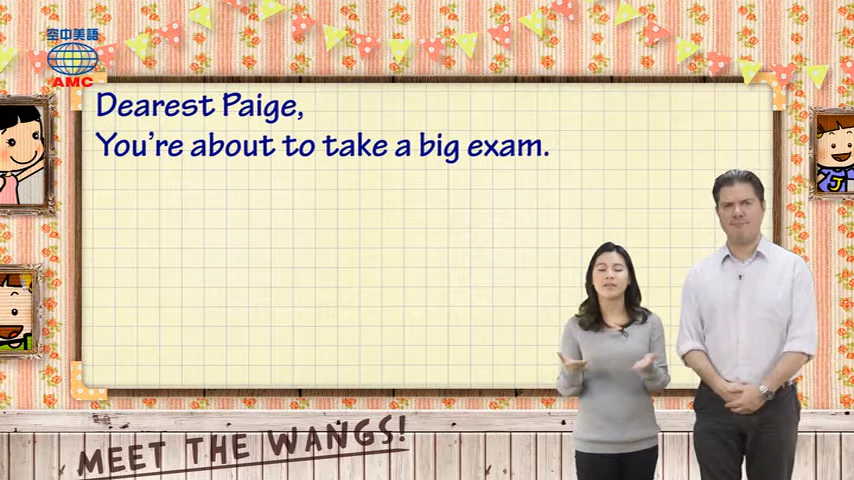 空中美語
AMC
Dearest Paige,
You're about to take a big exam.
MEET THE WANGS!
J